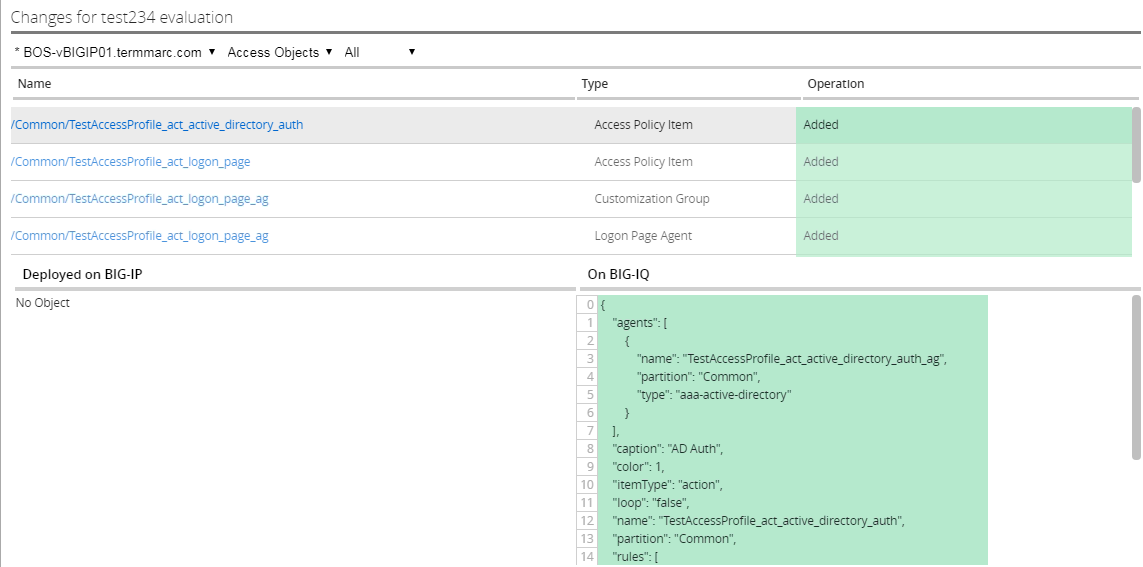 Changes for test234 evaluation
* BOS-vBIGIP01.termmarc.com ▼ Access Objects ▼ All ▼
Name Type Operation
/Common/TestAccessProfile_act_active_directory_auth Access Policy Item Added
/Common/TestAccessProfile_act_logon_page Access Policy Item Added
/Common/TestAccessProfile_act_logon_page_ag Customization Group Added
/Common/TestAccessProfile_act_logon_page_ag Logon Page Agent Added
Deployed on BIG-IP On BIG-IQ
No Object
0 {
1 "agents": [
2 {
3 "name": "TestAccessProfile_act_active_directory_auth_ag",
4 "partition": "Common",
5 "type": "aaa-active-directory"
6 }
7 ],
8 "caption": "AD Auth",
9 "color": 1,
10 "itemType": "action",
11 "loop": "false",
12 "name": "TestAccessProfile_act_active_directory_auth",
13 "partition": "Common",
14 "rules": [